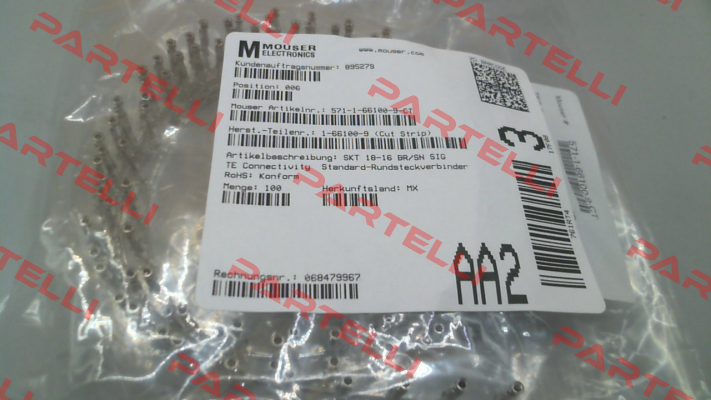 MOUSER
ELECTRONICS
www.mouser.com
Kundenauftragsnummer: 895279
Position: 006
Mouser Artikelnr.: 571-1-66100-9-CT
Herst.-Teilenr.: 1-66100-9 (Cut Strip)
Artikelbeschreibung: SKT 18-16 BR/SN SIG
TE Connectivity Standard-Rundsteckverbinder
RoHS: Konform
Menge: 100 Herkunftsland: MX
Rechnungsnr.: 068479967
AA2
3
PARTELLI
PARTELLI
PARTELLI
PARTELLI
PARTELLI
PARTELLI
PARTELLI
PARTELLI